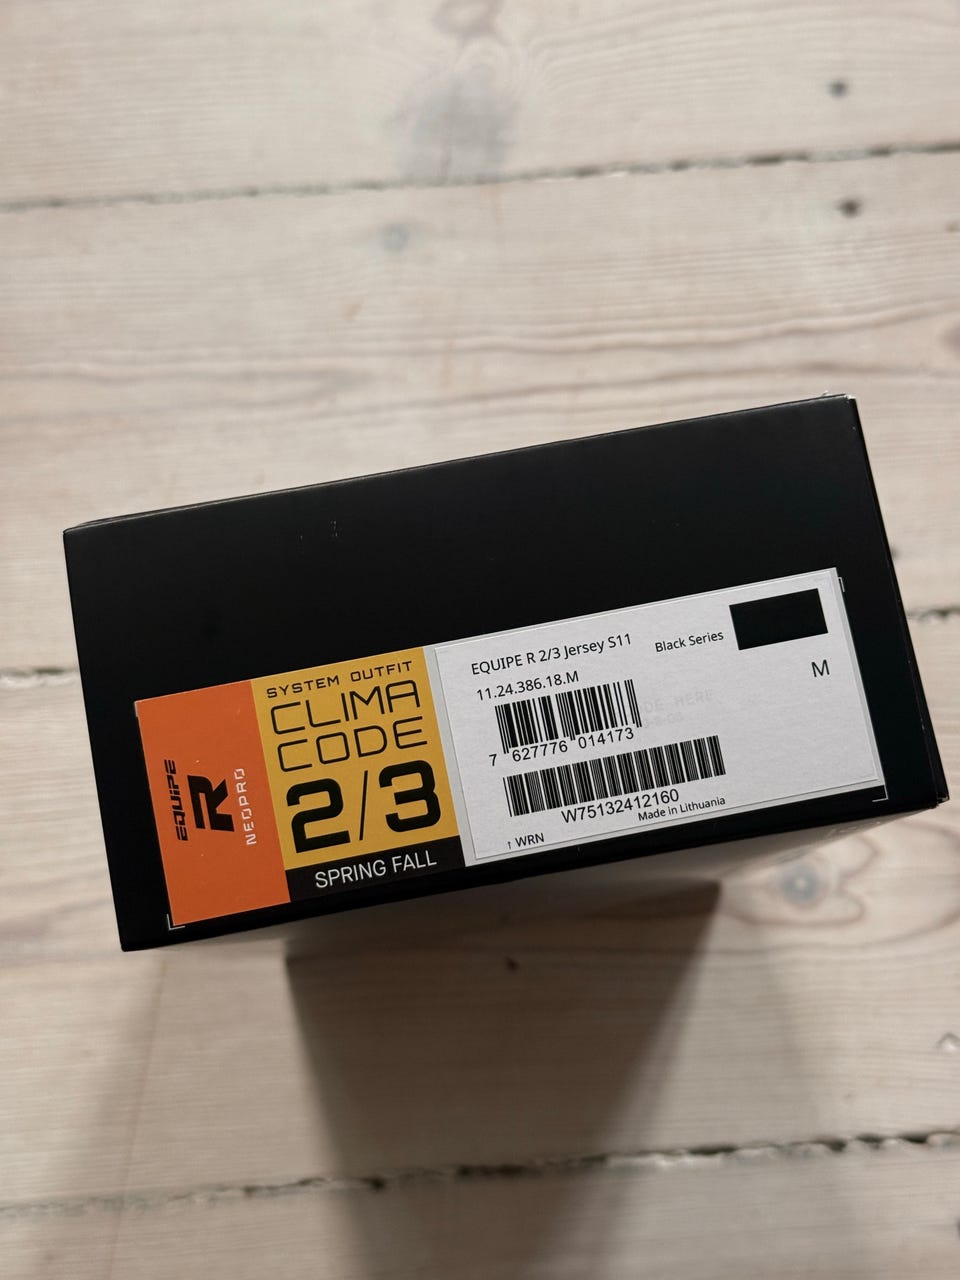 EQUIPE
R
NEOPRO
SYSTEM OUTFIT
CLIMA
CODE
2/3
SPRING FALL
EQUIPE R 2/3 Jersey S11
Black Series
11.24.386.18.M
M
7 627776 014173
W75132412160
Made in Lithuania
↑ WRN